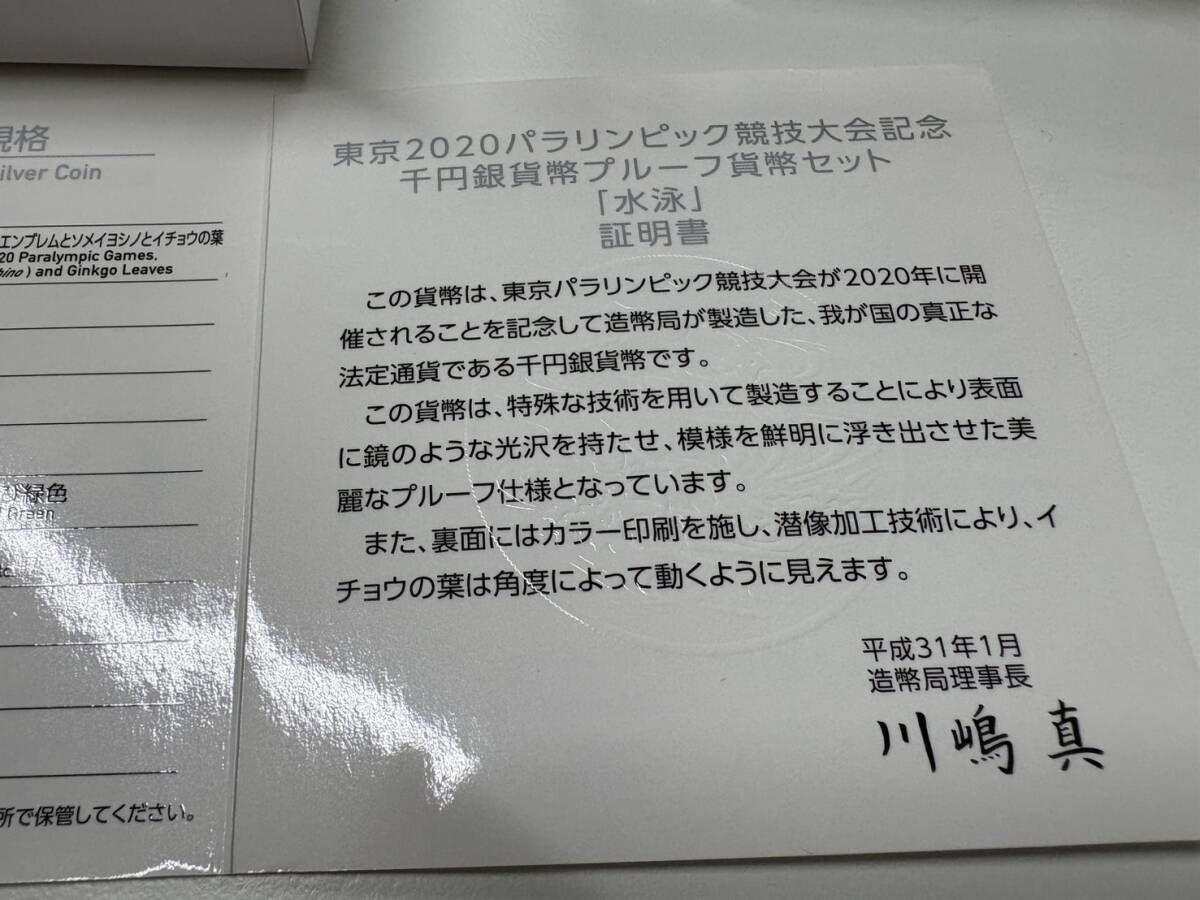 規格
ilver Coin
エンブレムとソメイヨシノとイチョウの葉
20 Paralympic Games,
hino) and Ginkgo Leaves
び緑色
Green
etc.
所で保管してください。
東京2020パラリンピック競技大会記念
千円銀貨幣プルーフ貨幣セット
「水泳」
証明書
この貨幣は、東京パラリンピック競技大会が2020年に開
催されることを記念して造幣局が製造した、我が国の真正な
法定通貨である千円銀貨幣です。
この貨幣は、特殊な技術を用いて製造することにより表面
に鏡のような光沢を持たせ、模様を鮮明に浮き出させた美
麗なプルーフ仕様となっています。
また、裏面にはカラー印刷を施し、潜像加工技術により、イ
チョウの葉は角度によって動くように見えます。
平成31年1月
造幣局理事長
川嶋 真